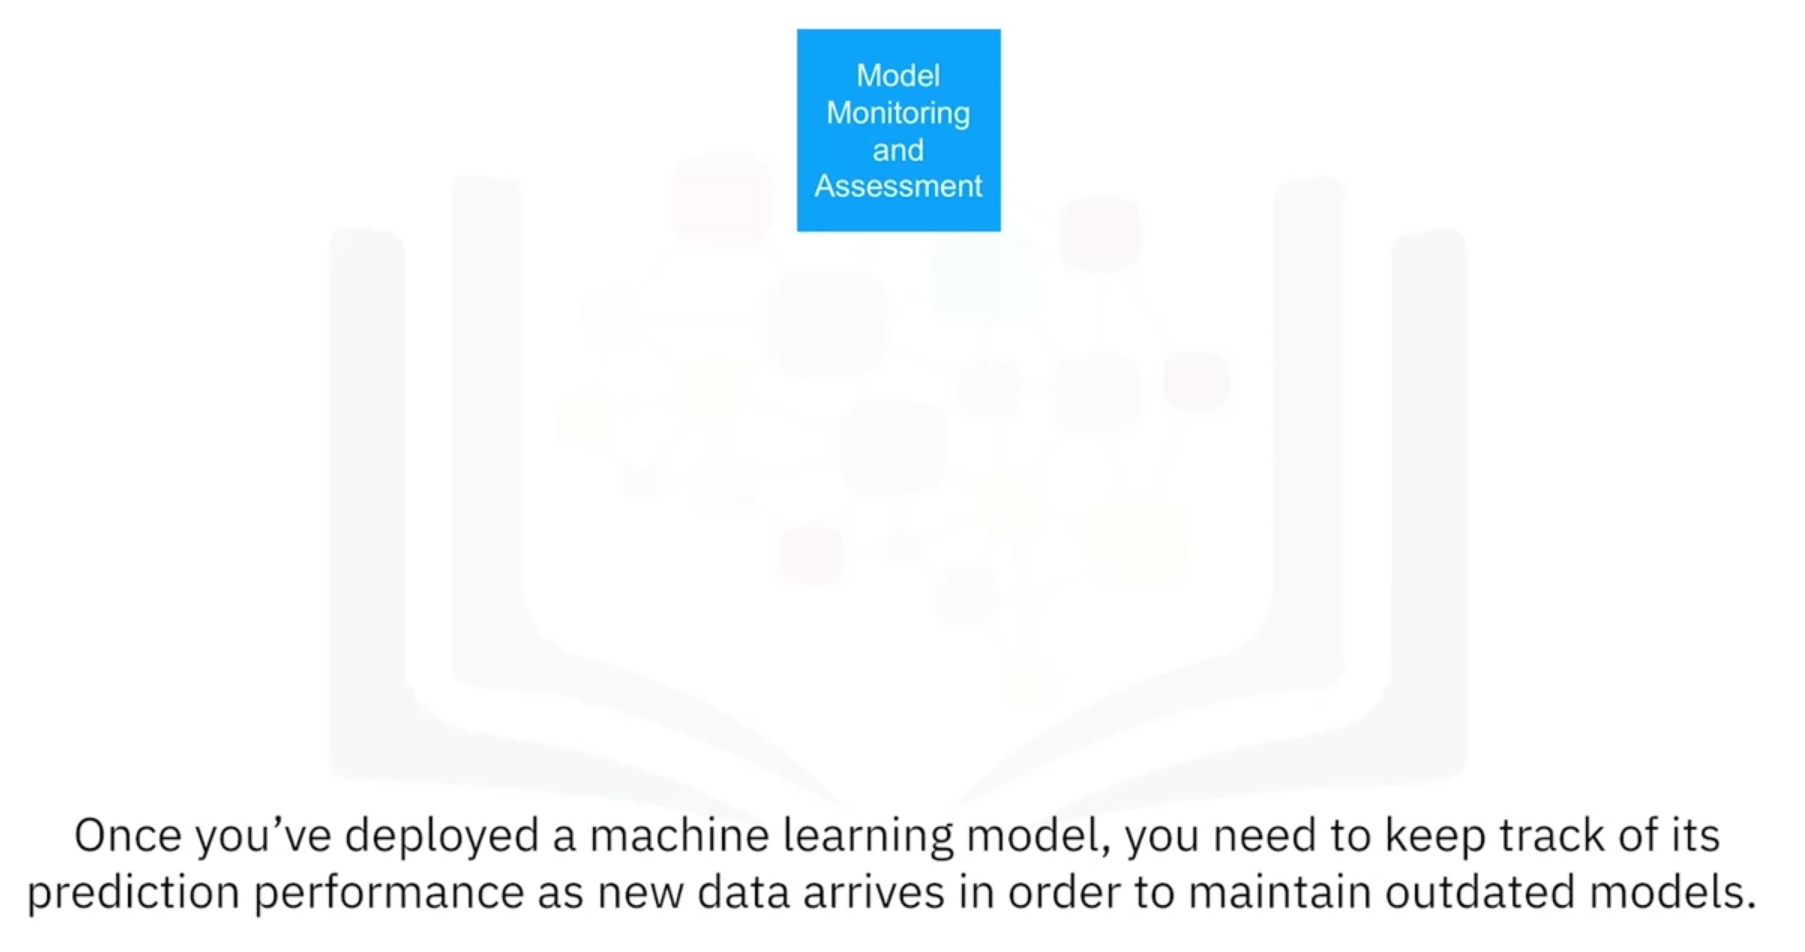 Model
Monitoring
and
Assessment
Once you’ve deployed a machine learning model, you need to keep track of its
prediction performance as new data arrives in order to maintain outdated models.